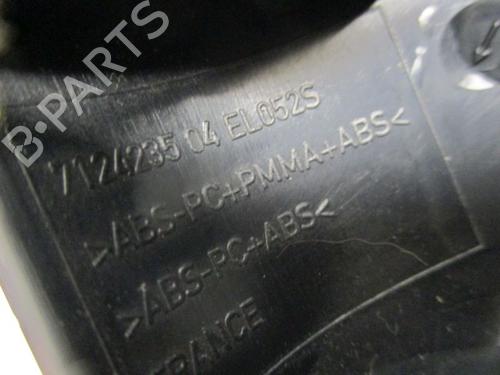 7124235 04 EL052S
>ABS-PC+PMMA+ABS<
>ABS-PC+ABS<
FRANCE
B-PARTS